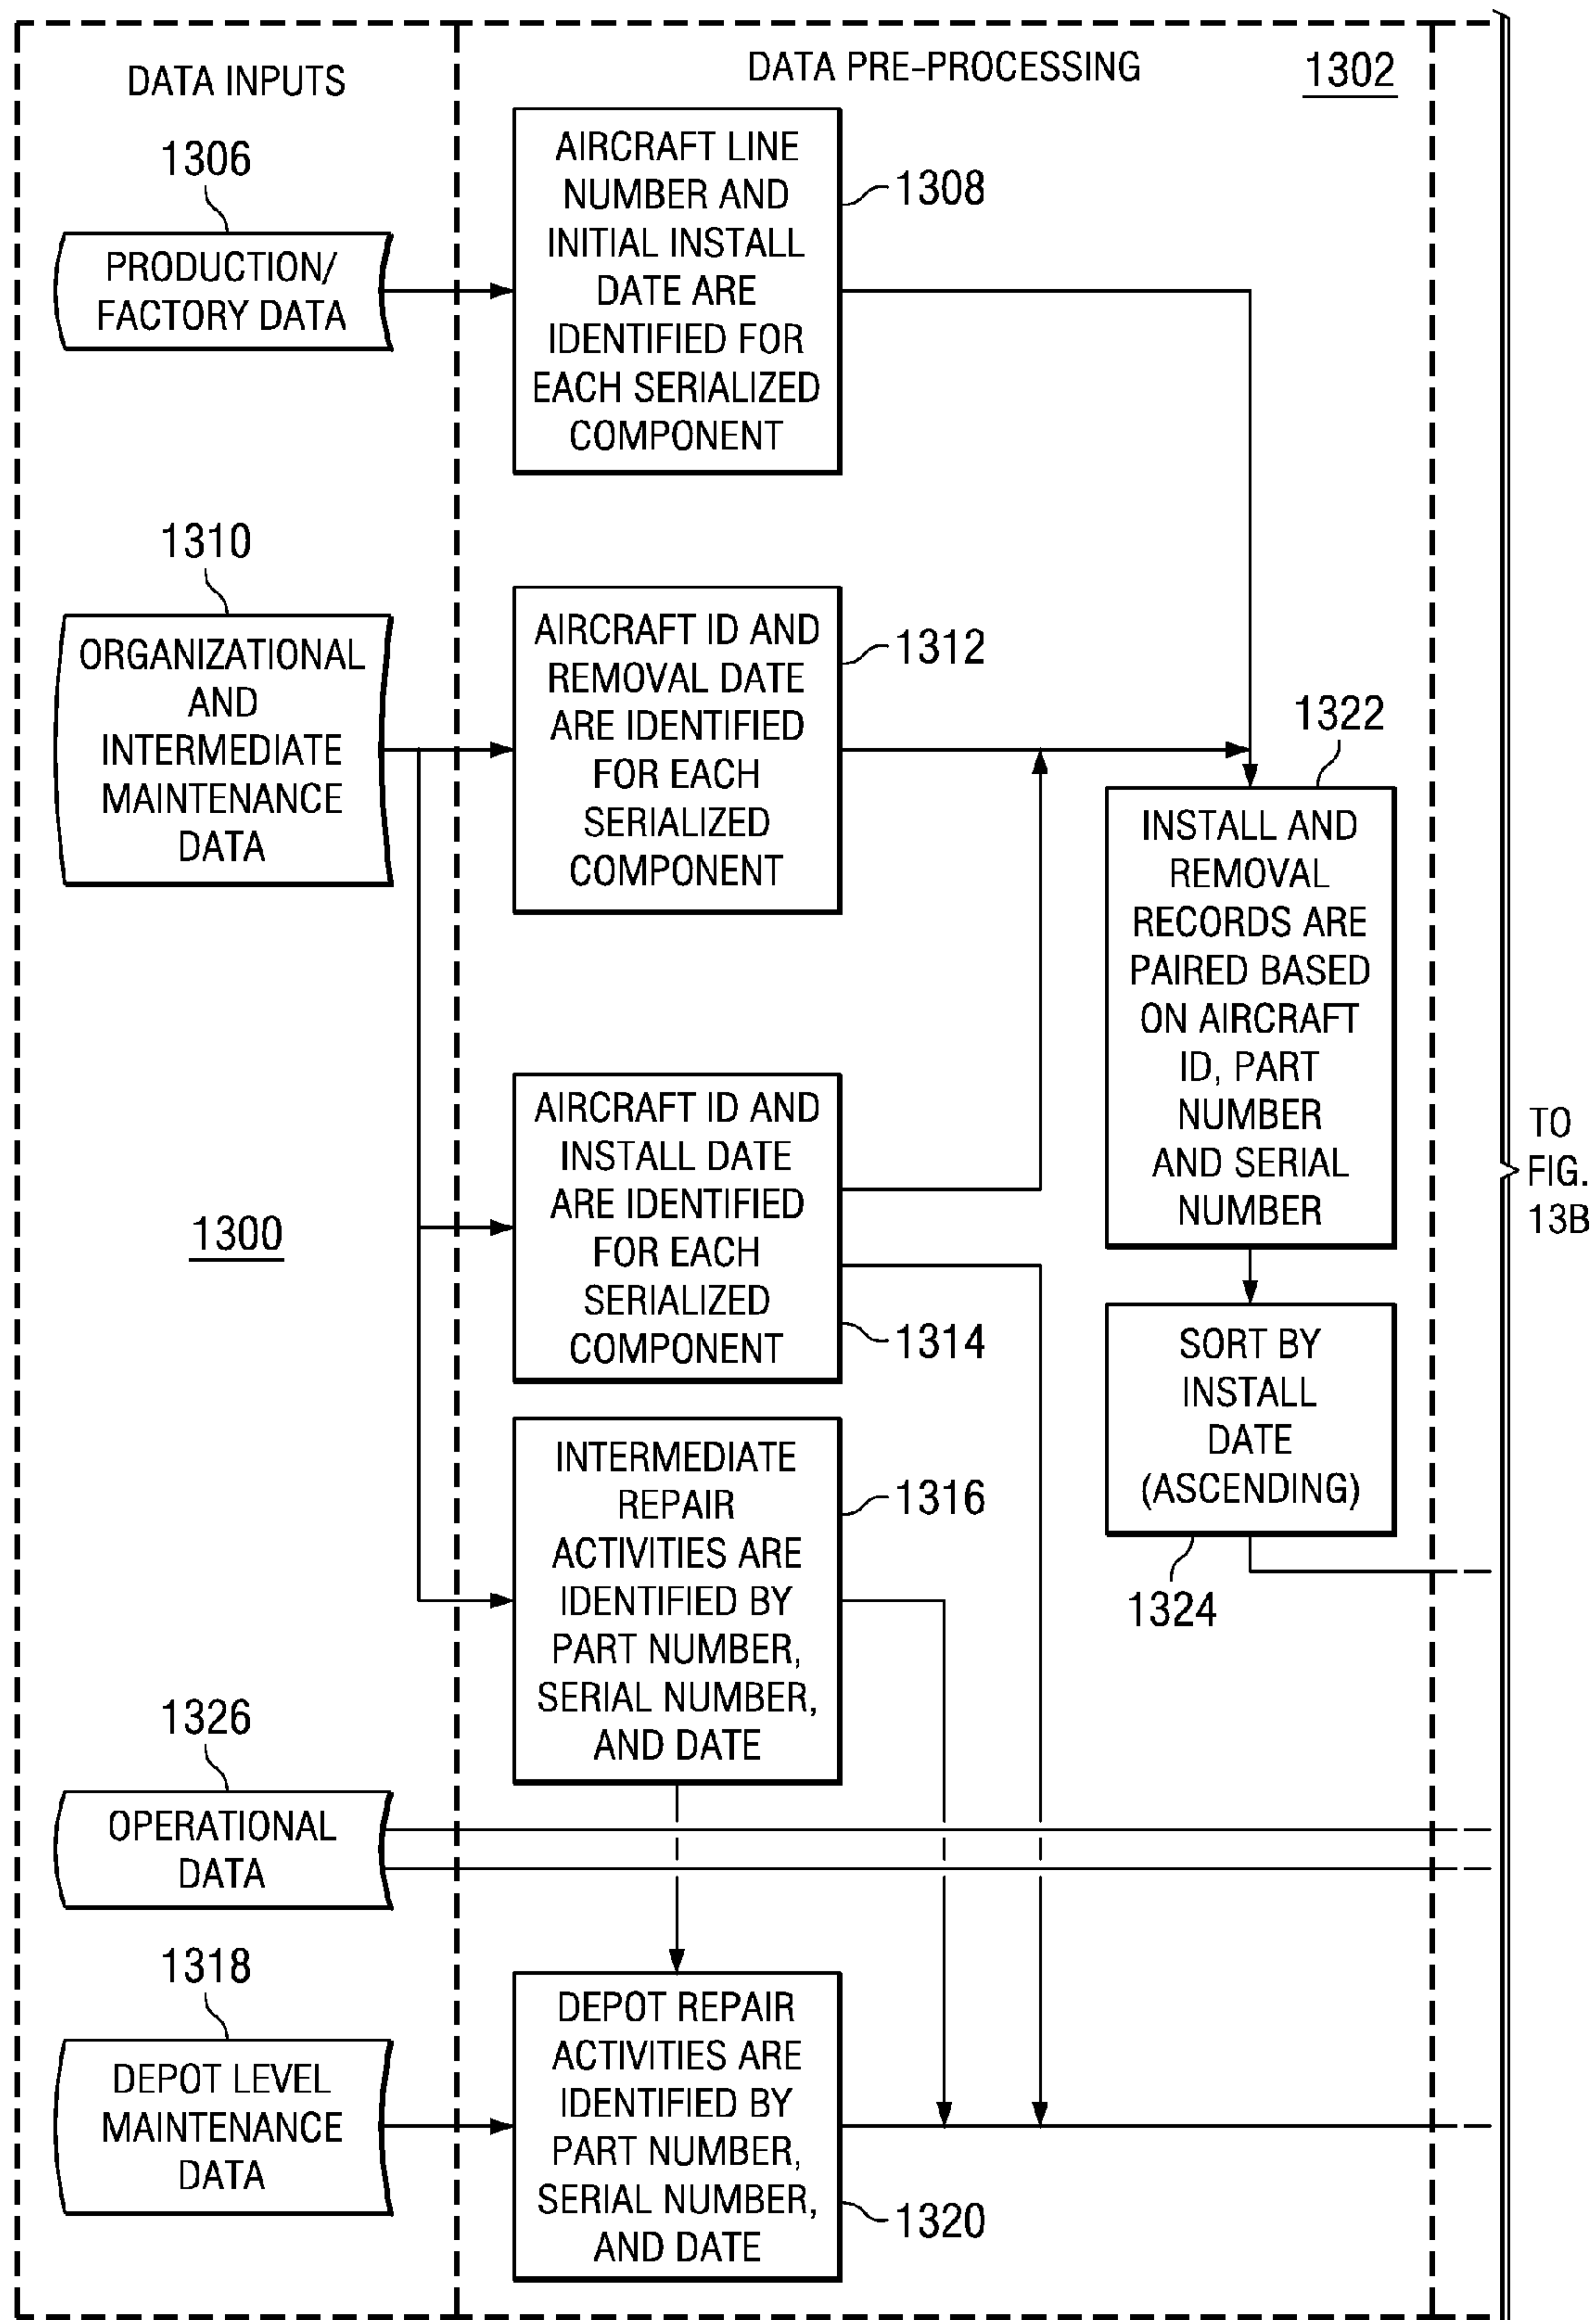 DATA INPUTS
DATA PRE-PROCESSING
1302
1306
PRODUCTION/
FACTORY DATA
AIRCRAFT LINE
NUMBER AND
INITIAL INSTALL
DATE ARE
IDENTIFIED FOR
EACH SERIALIZED
COMPONENT
1308
1310
ORGANIZATIONAL
AND
INTERMEDIATE
MAINTENANCE
DATA
AIRCRAFT ID AND
REMOVAL DATE
ARE IDENTIFIED
FOR EACH
SERIALIZED
COMPONENT
1312
1322
INSTALL AND
REMOVAL
RECORDS ARE
PAIRED BASED
ON AIRCRAFT
ID, PART
NUMBER
AND SERIAL
NUMBER
1300
AIRCRAFT ID AND
INSTALL DATE
ARE IDENTIFIED
FOR EACH
SERIALIZED
COMPONENT
1314
TO
FIG.
13B
SORT BY
INSTALL
DATE
(ASCENDING)
1324
INTERMEDIATE
REPAIR
ACTIVITIES ARE
IDENTIFIED BY
PART NUMBER,
SERIAL NUMBER,
AND DATE
1316
1326
OPERATIONAL
DATA
1318
DEPOT LEVEL
MAINTENANCE
DATA
DEPOT REPAIR
ACTIVITIES ARE
IDENTIFIED BY
PART NUMBER,
SERIAL NUMBER,
AND DATE
1320